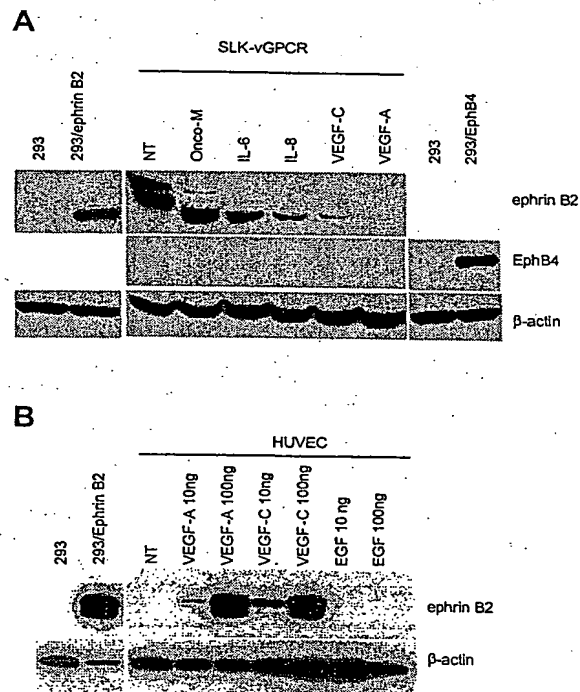 A
SLK-vGPCR
293
293/ephrin B2
NT
Onco-M
IL-6
IL-8
VEGF-C
VEGF-A
293
293/EphB4
ephrin B2
EphB4
β-actin
B
HUVEC
293
293/Ephrin B2
NT
VEGF-A 10ng
VEGF-A 100ng
VEGF-C 10ng
VEGF-C 100ng
EGF 10 ng
EGF 100ng
ephrin B2
β-actin